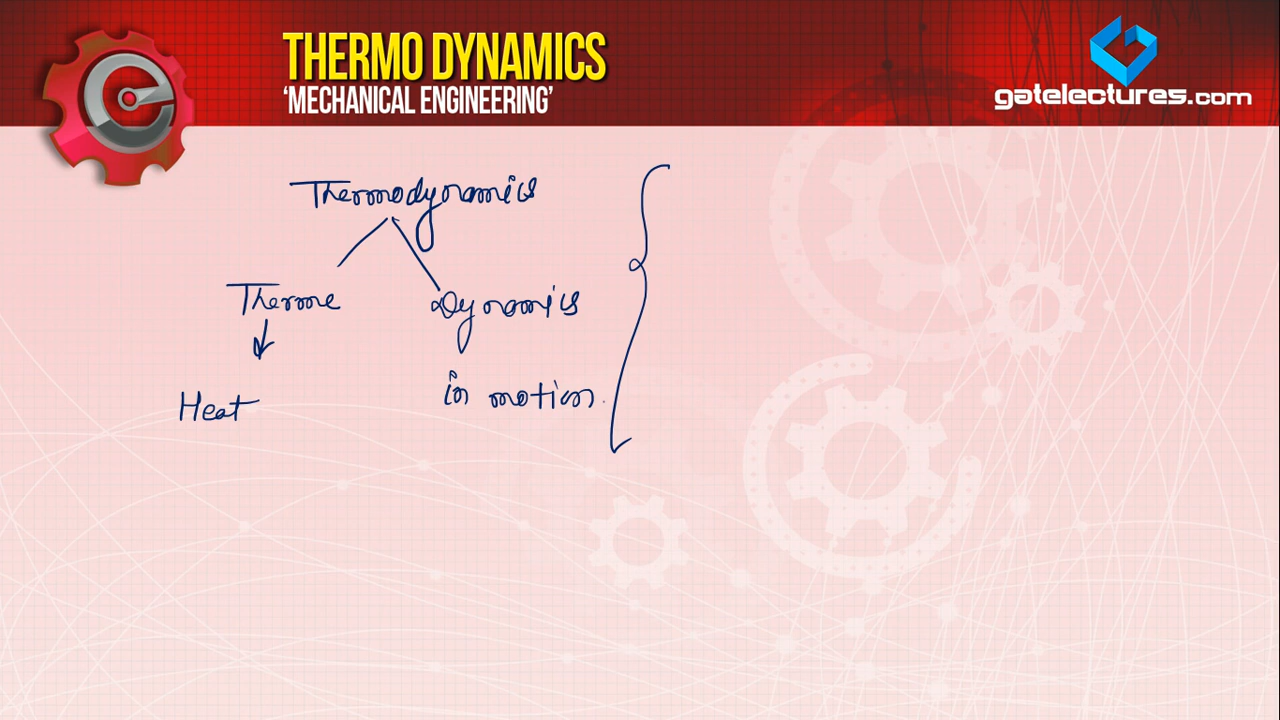 THERMO DYNAMICS
‘MECHANICAL ENGINEERING’
gatelectures.com
Thermodynamics
Therme Dynamics
Heat in motion.